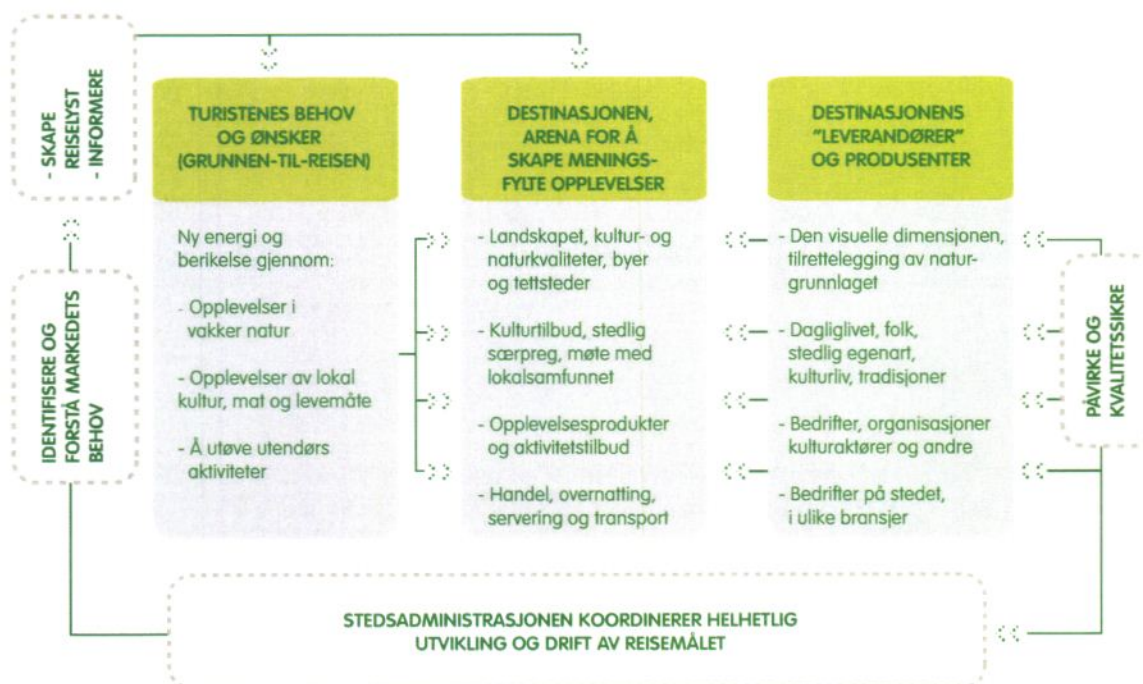 - SKAPE
REISELYST
- INFORMERE
IDENTIFISERE OG
FORSTÅ MARKEDETS
BEHOV
TURISTENES BEHOV
OG ØNSKER
(GRUNNEN-TIL-REISEN)
Ny energi og
berikelse gjennom:
- Opplevelser i
vakker natur
- Opplevelser av lokal
kultur, mat og levemåte
- Å utøve utendørs
aktiviteter
DESTINASJONEN,
ARENA FOR Å
SKAPE MENINGS-
FYLTE OPPLEVELSER
- Landskapet, kultur- og
naturkvaliteter, byer
og tettsteder
- Kulturtilbud, stedlig
særpreg, møte med
lokalsamfunnet
- Opplevelsesprodukter
og aktivitetstilbud
- Handel, overnatting,
servering og transport
DESTINASJONENS
"LEVERANDØRER"
OG PRODUSENTER
- Den visuelle dimensjonen,
tilrettelegging av natur-
grunnlaget
- Dagliglivet, folk,
stedlig egenart,
kulturliv, tradisjoner
- Bedrifter, organisasjoner
kulturaktører og andre
- Bedrifter på stedet,
i ulike bransjer
PÅVIRKE OG
KVALITETSSIKRE
STEDSADMINISTRASJONEN KOORDINERER HELHETLIG
UTVIKLING OG DRIFT AV REISEMÅLET